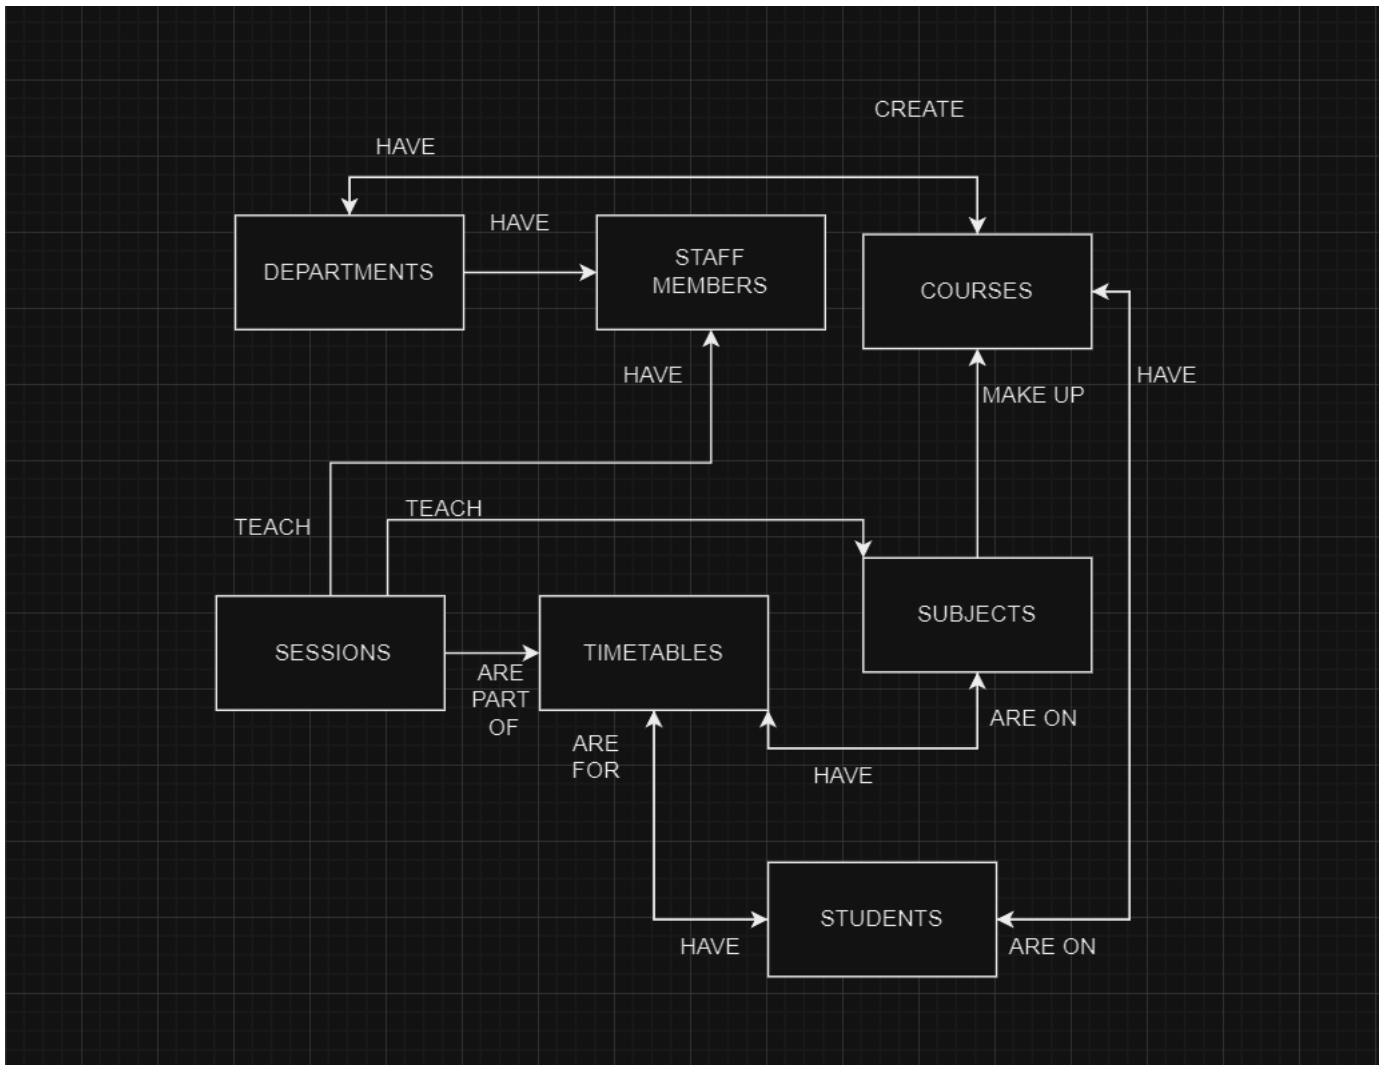 CREATE
HAVE
HAVE
DEPARTMENTS
STAFF
MEMBERS
COURSES
HAVE
HAVE
MAKE UP
TEACH
TEACH
SESSIONS
TIMETABLES
SUBJECTS
ARE
PART
OF
ARE ON
ARE
FOR
HAVE
STUDENTS
HAVE
ARE ON